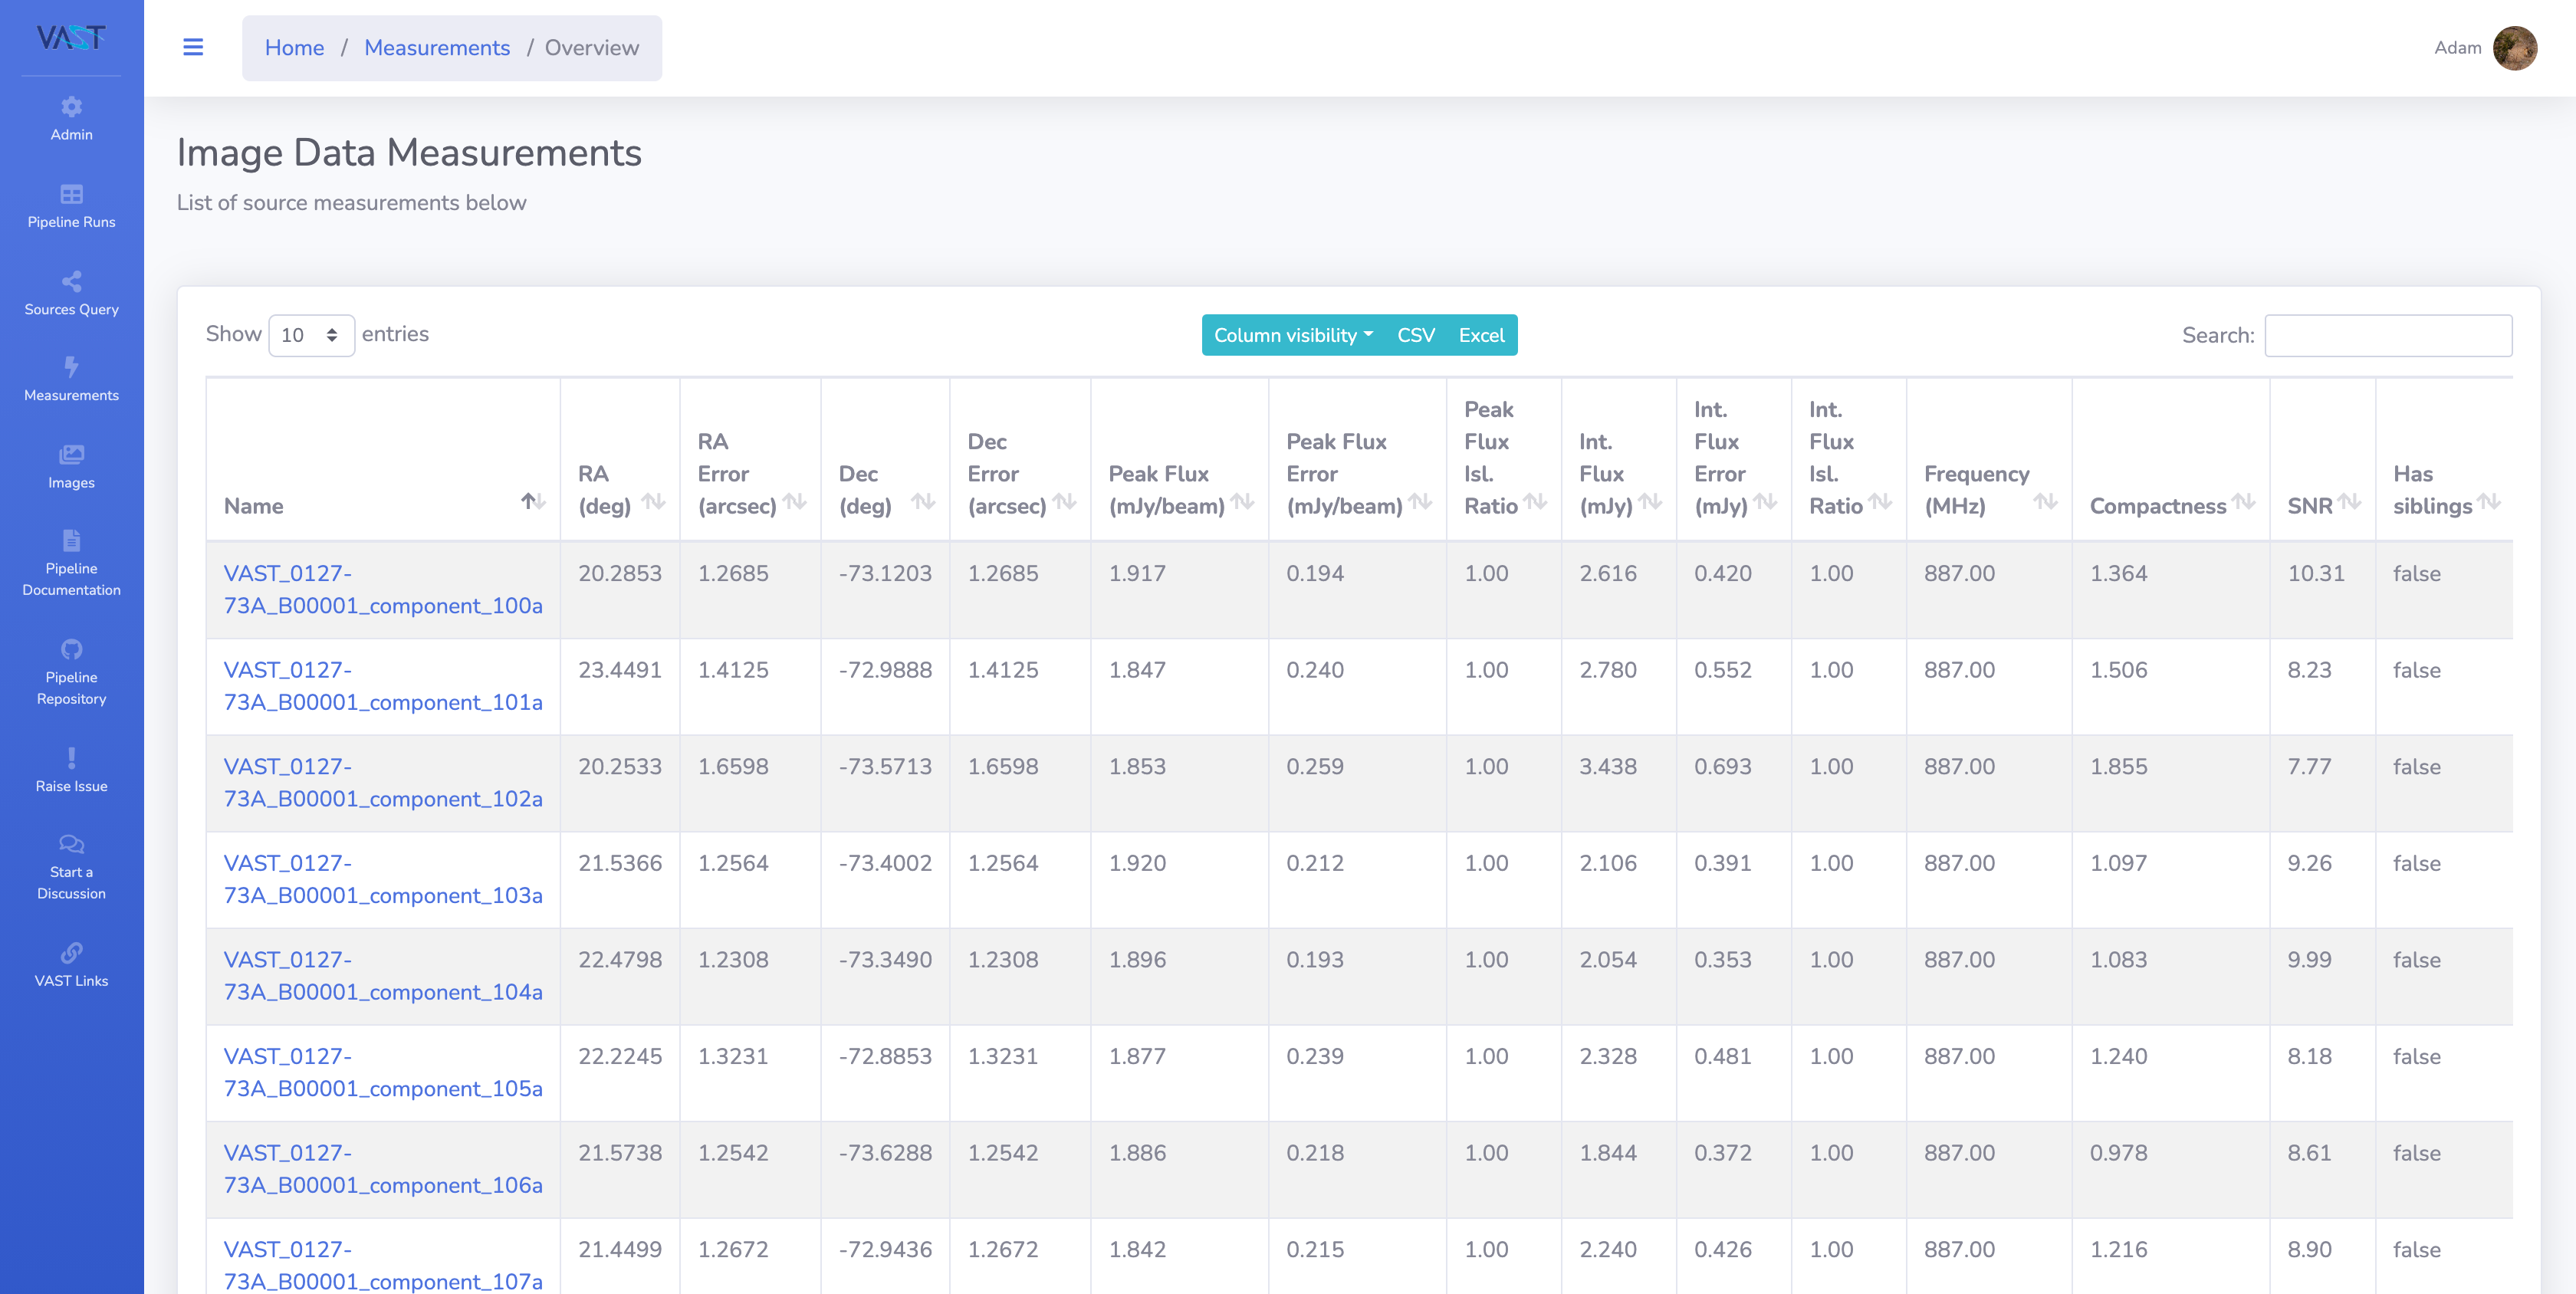 VAST
Home / Measurements / Overview
Adam
Admin
Pipeline Runs
Sources Query
Measurements
Images
Pipeline
Documentation
Pipeline
Repository
Raise Issue
Start a
Discussion
VAST Links
Image Data Measurements
List of source measurements below
Show 10 entries
Column visibility CSV Excel
Search:
Name
RA
(deg)
RA
Error
(arcsec)
Dec
(deg)
Dec
Error
(arcsec)
Peak Flux
(mJy/beam)
Peak Flux
Error
(mJy/beam)
Peak
Flux
Isl.
Ratio
Int.
Flux
(mJy)
Int.
Flux
Error
(mJy)
Int.
Flux
Isl.
Ratio
Frequency
(MHz)
Compactness
SNR
Has
siblings
VAST_0127- 20.2853 1.2685 -73.1203 1.2685 1.917 0.194 1.00 2.616 0.420 1.00 887.00 1.364 10.31 false
73A_B00001_component_100a
VAST_0127- 23.4491 1.4125 -72.9888 1.4125 1.847 0.240 1.00 2.780 0.552 1.00 887.00 1.506 8.23 false
73A_B00001_component_101a
VAST_0127- 20.2533 1.6598 -73.5713 1.6598 1.853 0.259 1.00 3.438 0.693 1.00 887.00 1.855 7.77 false
73A_B00001_component_102a
VAST_0127- 21.5366 1.2564 -73.4002 1.2564 1.920 0.212 1.00 2.106 0.391 1.00 887.00 1.097 9.26 false
73A_B00001_component_103a
VAST_0127- 22.4798 1.2308 -73.3490 1.2308 1.896 0.193 1.00 2.054 0.353 1.00 887.00 1.083 9.99 false
73A_B00001_component_104a
VAST_0127- 22.2245 1.3231 -72.8853 1.3231 1.877 0.239 1.00 2.328 0.481 1.00 887.00 1.240 8.18 false
73A_B00001_component_105a
VAST_0127- 21.5738 1.2542 -73.6288 1.2542 1.886 0.218 1.00 1.844 0.372 1.00 887.00 0.978 8.61 false
73A_B00001_component_106a
VAST_0127- 21.4499 1.2672 -72.9436 1.2672 1.842 0.215 1.00 2.240 0.426 1.00 887.00 1.216 8.90 false
73A_B00001_component_107a